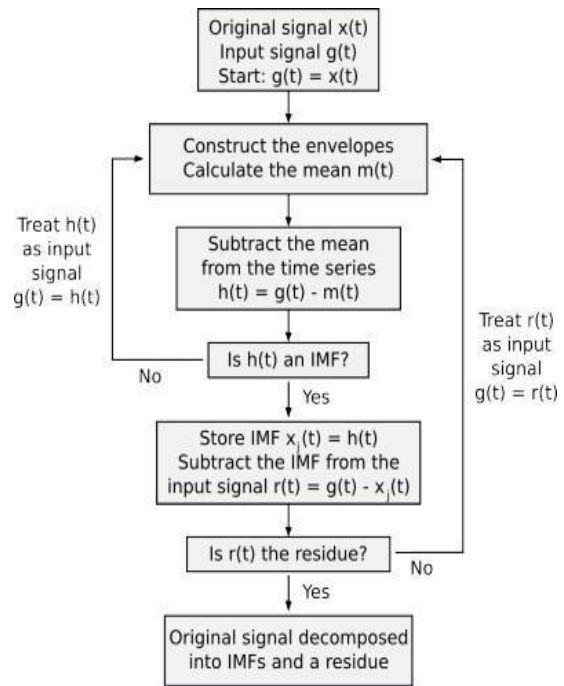 Original signal x(t)
Input signal g(t)
Start: g(t) = x(t)
Construct the envelopes
Calculate the mean m(t)
Treat h(t)
as input
signal
g(t) = h(t)
Subtract the mean
from the time series
h(t) = g(t) - m(t)
Treat r(t)
as input
signal
g(t) = r(t)
Is h(t) an IMF?
No
Yes
Store IMF x_j(t) = h(t)
Subtract the IMF from the
input signal r(t) = g(t) - x_j(t)
Is r(t) the residue?
No
Yes
Original signal decomposed
into IMFs and a residue